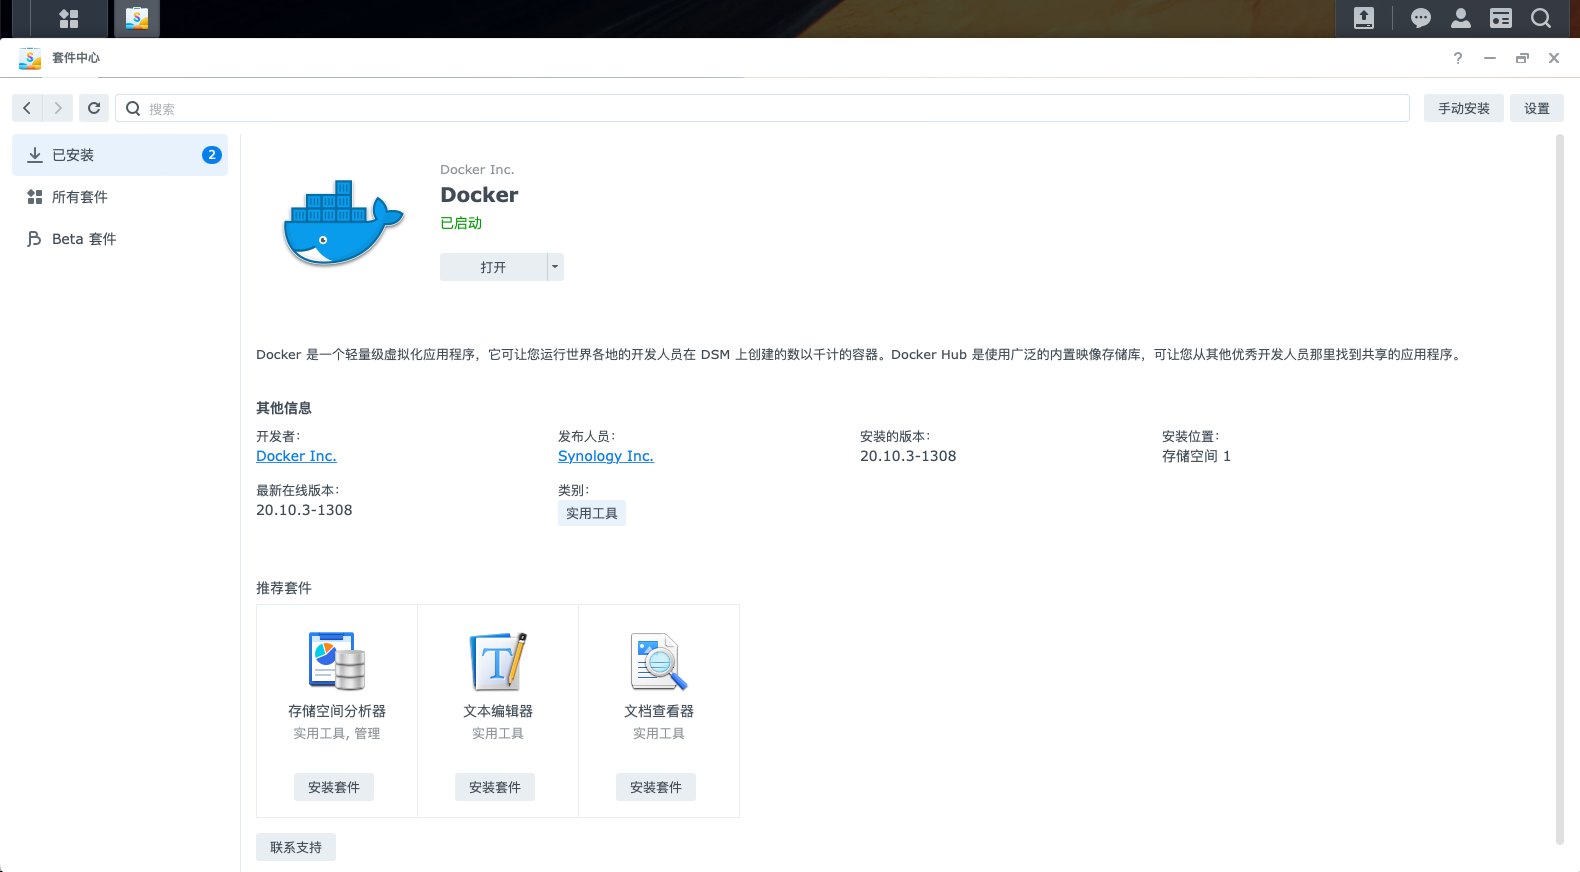 套件中心
搜索
手动安装
设置
已安装
2
所有套件
Beta 套件
Docker Inc.
Docker
已启动
打开
Docker 是一个轻量级虚拟化应用程序，它可让您运行世界各地的开发人员在 DSM 上创建的数以千计的容器。Docker Hub 是使用广泛的内置映像存储库，可让您从其他优秀开发人员那里找到共享的应用程序。
其他信息
开发者:
Docker Inc.
发布人员:
Synology Inc.
安装的版本:
20.10.3-1308
安装位置:
存储空间 1
最新在线版本:
20.10.3-1308
类别:
实用工具
推荐套件
存储空间分析器
实用工具, 管理
安装套件
文本编辑器
实用工具
安装套件
文档查看器
实用工具
安装套件
联系支持